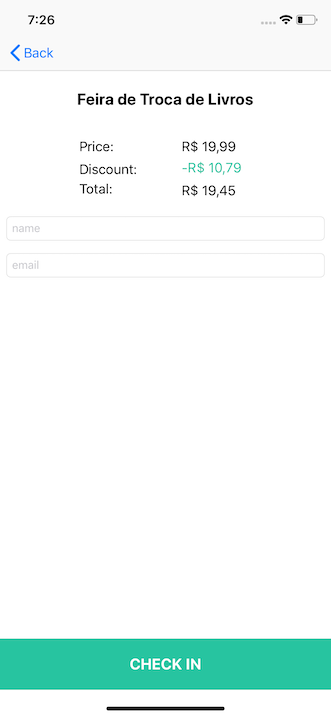 7:26
Back
Feira de Troca de Livros
Price: R$ 19,99
Discount: -R$ 10,79
Total: R$ 19,45
name
email
CHECK IN